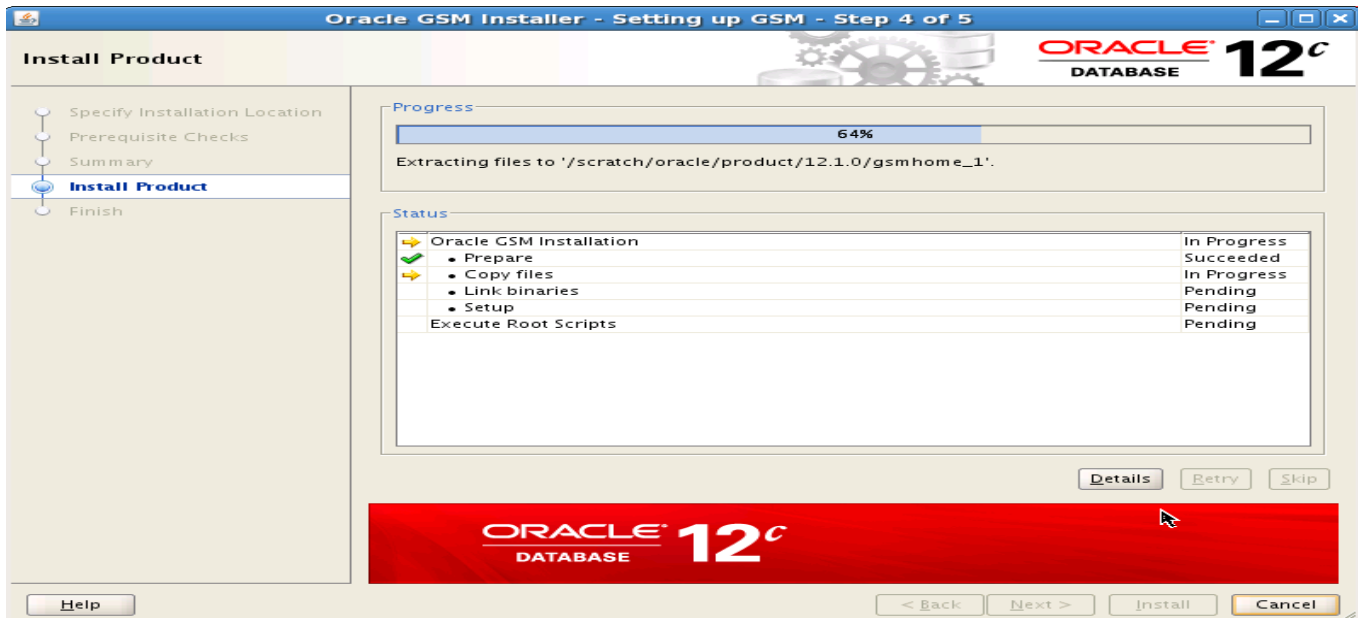 Oracle GSM Installer - Setting up GSM - Step 4 of 5
Install Product
ORACLE DATABASE 12c
Specify Installation Location
Prerequisite Checks
Summary
Install Product
Finish
Progress
64%
Extracting files to '/scratch/oracle/product/12.1.0/gsmhome_1'.
Status
Oracle GSM Installation In Progress
• Prepare Succeeded
• Copy files In Progress
• Link binaries Pending
• Setup Pending
Execute Root Scripts Pending
Details Retry Skip
ORACLE DATABASE 12c
Help < Back Next > Install Cancel